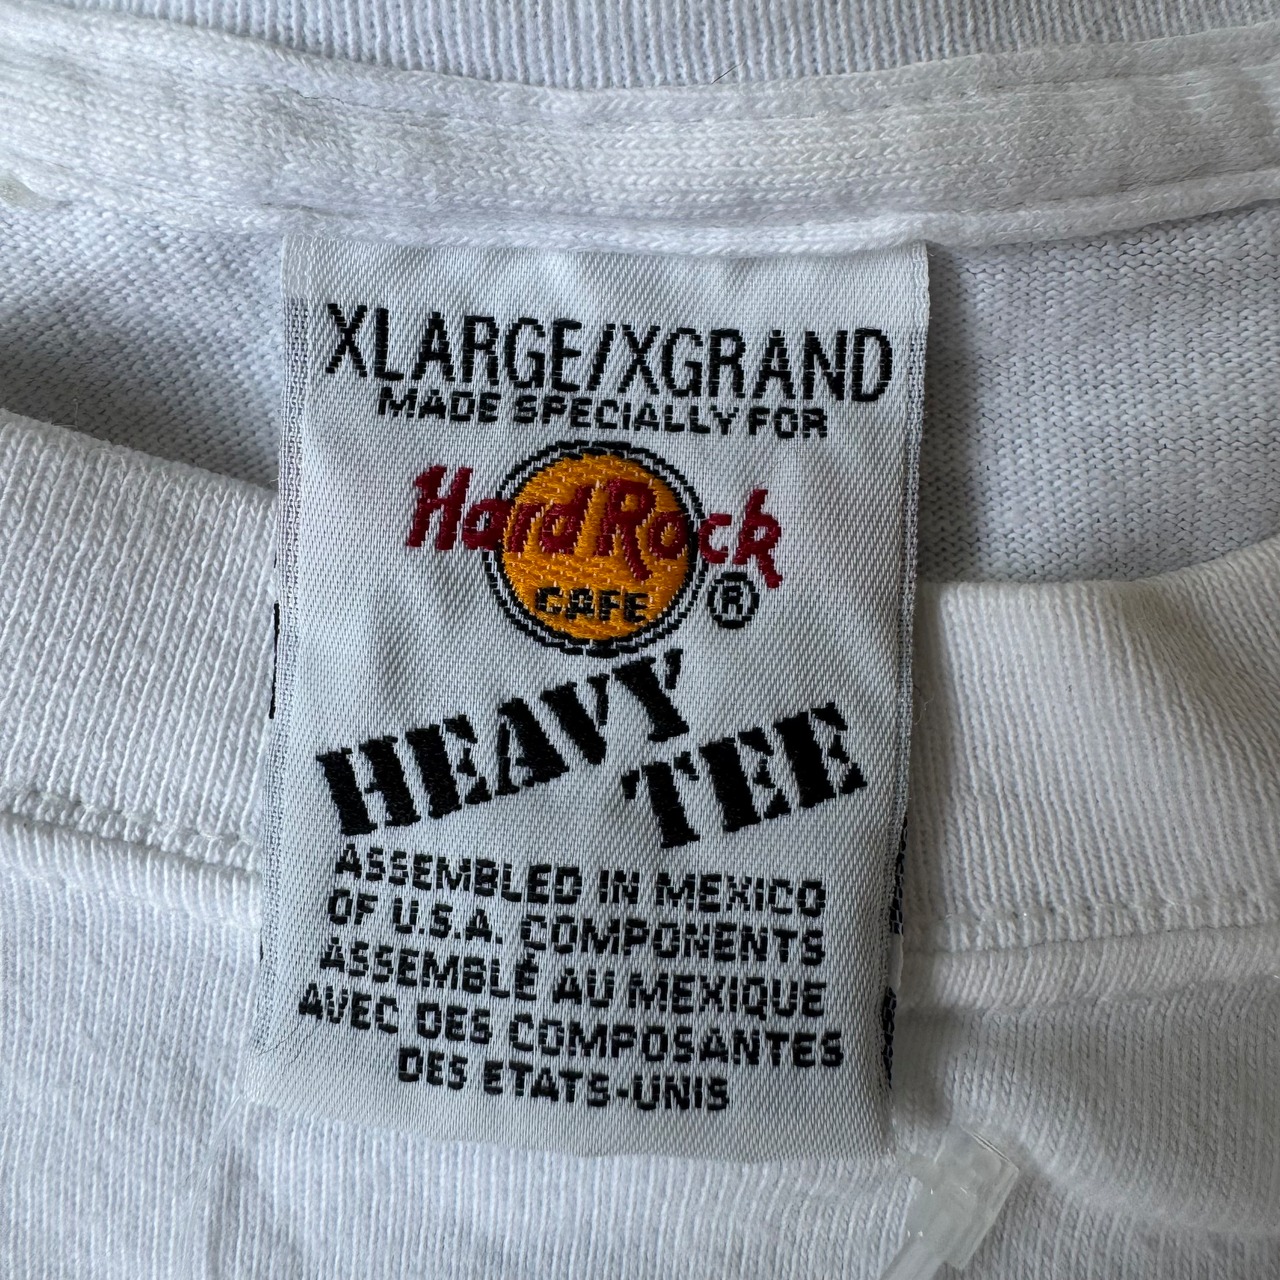 XLARGE/XGRAND
MADE SPECIALLY FOR
Hard Rock
CAFE ®
HEAVY
TEE
ASSEMBLED IN MEXICO
OF U.S.A. COMPONENTS
ASSEMBLÉ AU MEXIQUE
AVEC DES COMPOSANTES
DES ETATS-UNIS